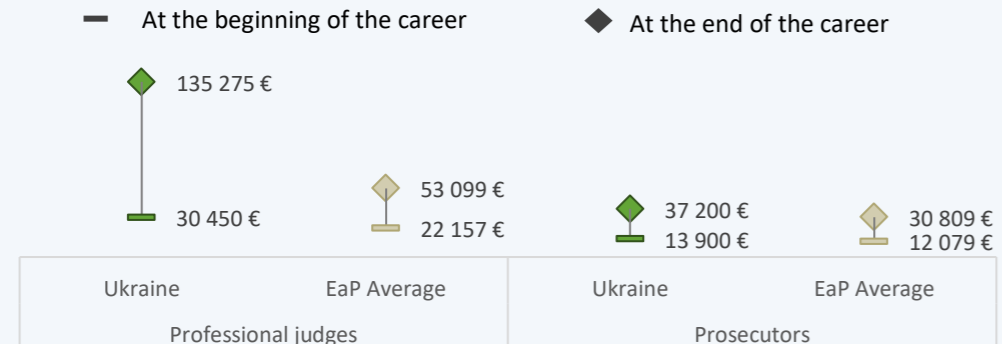 At the beginning of the career
At the end of the career
135 275 €
30 450 €
53 099 €
22 157 €
37 200 €
13 900 €
30 809 €
12 079 €
Ukraine
EaP Average
Ukraine
EaP Average
Professional judges
Prosecutors